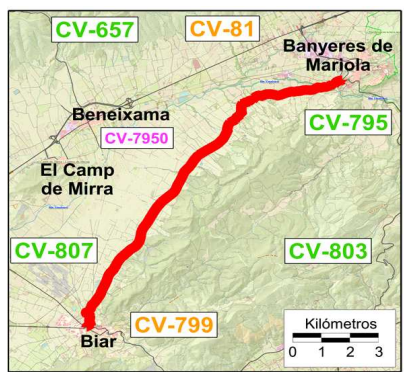 CV-657
CV-81
Banyeres de
Mariola
Beneixama
CV-7950
CV-795
El Camp
de Mirra
CV-807
CV-803
CV-799
Biar
Kilómetros
0 1 2 3